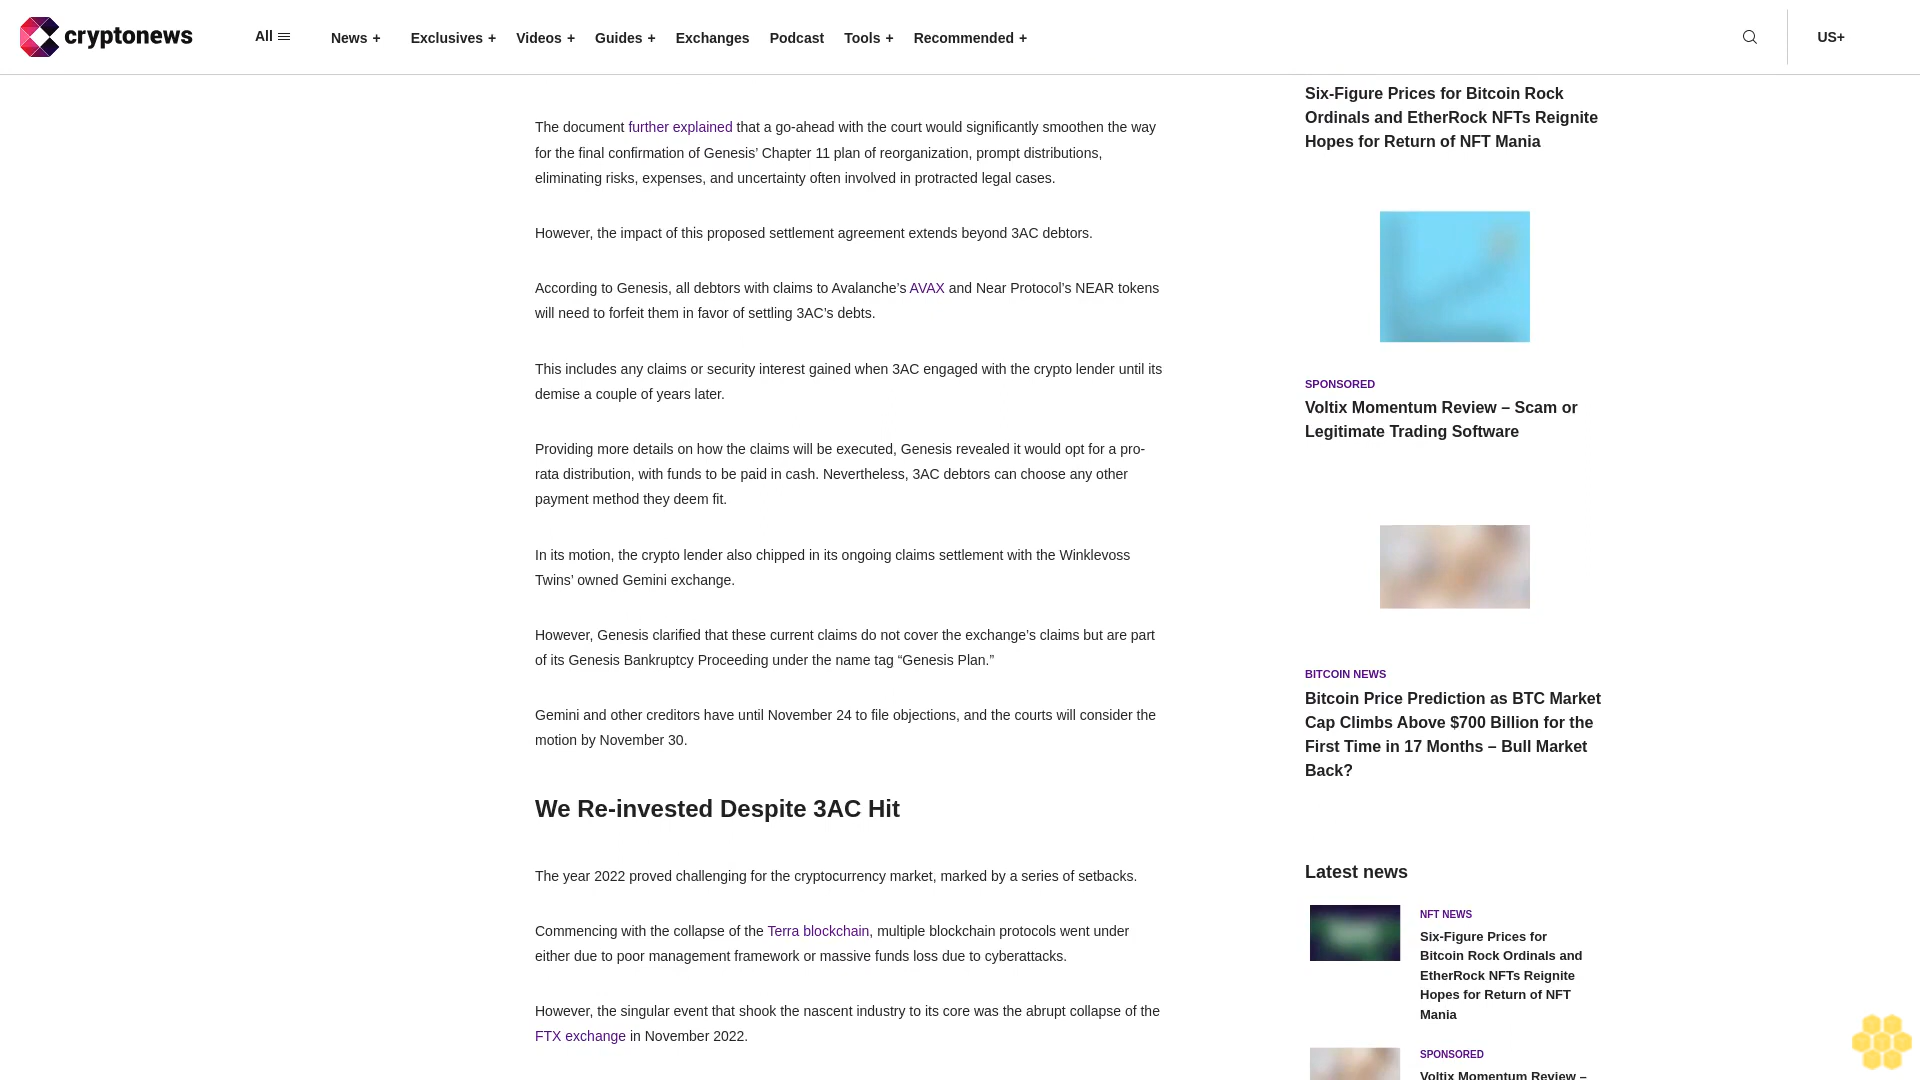 cryptonews
All
News +
Exclusives +
Videos +
Guides +
Exchanges
Podcast
Tools +
Recommended +
US+
The document further explained that a go-ahead with the court would significantly smoothen the way
for the final confirmation of Genesis’ Chapter 11 plan of reorganization, prompt distributions,
eliminating risks, expenses, and uncertainty often involved in protracted legal cases.
However, the impact of this proposed settlement agreement extends beyond 3AC debtors.
According to Genesis, all debtors with claims to Avalanche’s AVAX and Near Protocol’s NEAR tokens
will need to forfeit them in favor of settling 3AC’s debts.
This includes any claims or security interest gained when 3AC engaged with the crypto lender until its
demise a couple of years later.
Providing more details on how the claims will be executed, Genesis revealed it would opt for a pro-
rata distribution, with funds to be paid in cash. Nevertheless, 3AC debtors can choose any other
payment method they deem fit.
In its motion, the crypto lender also chipped in its ongoing claims settlement with the Winklevoss
Twins’ owned Gemini exchange.
However, Genesis clarified that these current claims do not cover the exchange’s claims but are part
of its Genesis Bankruptcy Proceeding under the name tag “Genesis Plan.”
Gemini and other creditors have until November 24 to file objections, and the courts will consider the
motion by November 30.
We Re-invested Despite 3AC Hit
The year 2022 proved challenging for the cryptocurrency market, marked by a series of setbacks.
Commencing with the collapse of the Terra blockchain, multiple blockchain protocols went under
either due to poor management framework or massive funds loss due to cyberattacks.
However, the singular event that shook the nascent industry to its core was the abrupt collapse of the
FTX exchange in November 2022.
Six-Figure Prices for Bitcoin Rock
Ordinals and EtherRock NFTs Reignite
Hopes for Return of NFT Mania
SPONSORED
Voltix Momentum Review – Scam or
Legitimate Trading Software
BITCOIN NEWS
Bitcoin Price Prediction as BTC Market
Cap Climbs Above $700 Billion for the
First Time in 17 Months – Bull Market
Back?
Latest news
NFT NEWS
Six-Figure Prices for
Bitcoin Rock Ordinals and
EtherRock NFTs Reignite
Hopes for Return of NFT
Mania
SPONSORED
Voltix Momentum Review –